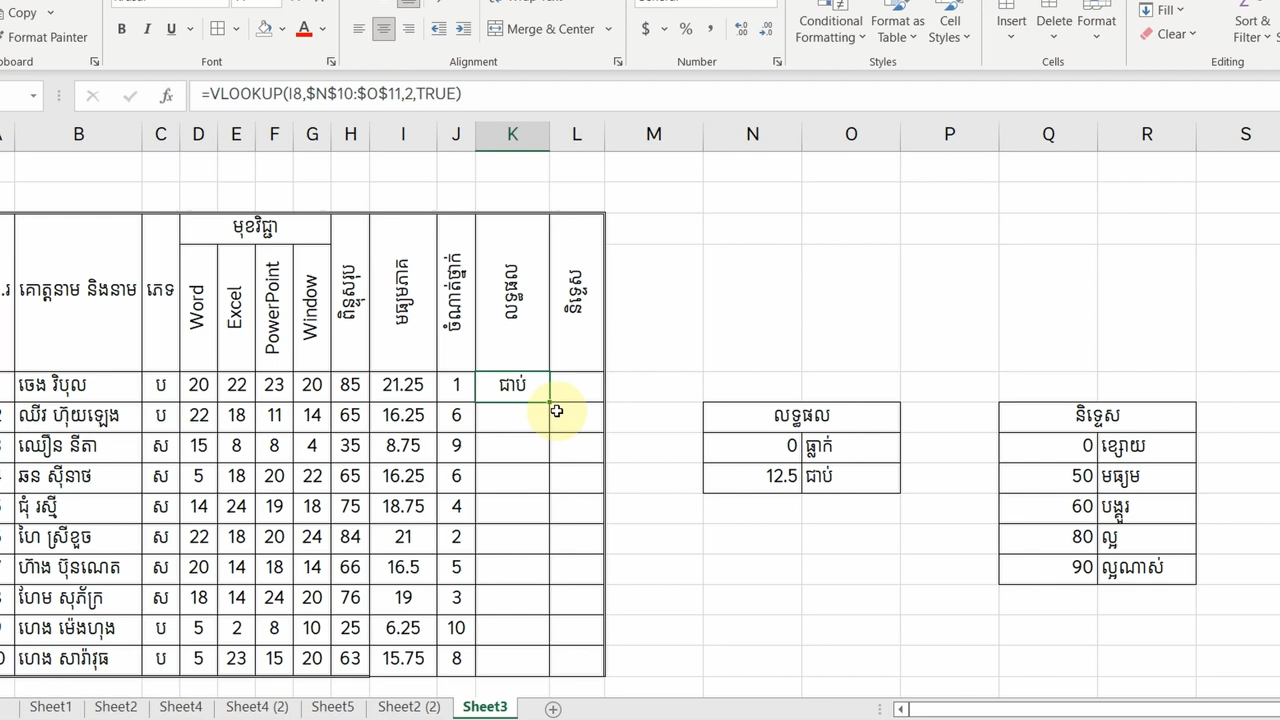 Copy
Wrap Text
General
Format Painter
B I U
Merge & Center
$ % ,
Conditional Formatting
Format as Table
Cell Styles
Insert
Delete
Format
Fill
Clear
Sort & Filter
Font
Alignment
Number
Styles
Cells
Editing
fx =VLOOKUP(I8,$N$10:$O$11,2,TRUE)
B C D E F G H I J K L M N O P Q R S
គោត្តនាម និងនាម ភេទ មុខវិជ្ជា ពិន្ទុសរុប មធ្យមភាគ ចំណាត់ថ្នាក់ លទ្ធផល និទ្ទេស
Word Excel PowerPoint Window
ចេង វិបុល ប 20 22 23 20 85 21.25 1 ជាប់
ឈីវ ហ៊ុយឡេង ប 22 18 11 14 65 16.25 6
ឈឿន នីតា ស 15 8 8 4 35 8.75 9
ឆន ស៊ីនាថ ស 5 18 20 22 65 16.25 6
ជុំ រស្មី ស 14 24 19 18 75 18.75 4
ហៃ ស្រីខួច ស 22 18 20 24 84 21 2
ហ៊ាង ប៊ុនណេត ស 20 14 18 14 66 16.5 5
ហែម សុភ័ក្រ ស 18 14 24 20 76 19 3
ហេង ម៉េងហុង ប 5 2 8 10 25 6.25 10
ហេង សារ៉ាវុធ ប 5 23 15 20 63 15.75 8
លទ្ធផល
0 ធ្លាក់
12.5 ជាប់
និទ្ទេស
0 ខ្សោយ
50 មធ្យម
60 បង្គួរ
80 ល្អ
90 ល្អណាស់
Sheet1 Sheet2 Sheet4 Sheet4 (2) Sheet5 Sheet2 (2) Sheet3